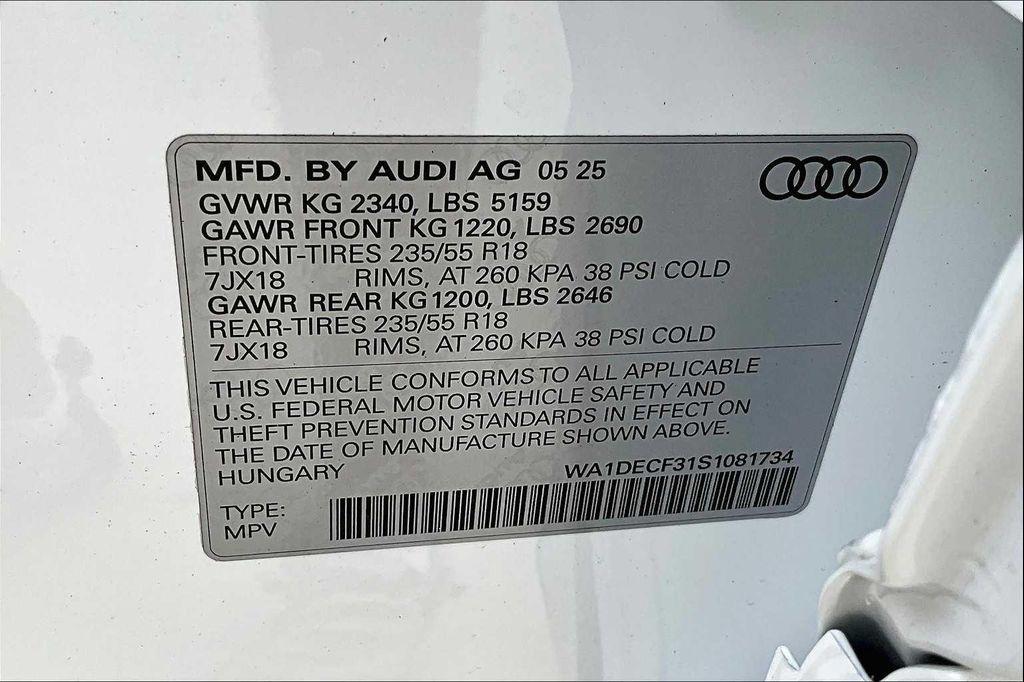 MFD. BY AUDI AG 05 25
GVWR KG 2340, LBS 5159
GAWR FRONT KG 1220, LBS 2690
FRONT-TIRES 235/55 R18
7JX18 RIMS, AT 260 KPA 38 PSI COLD
GAWR REAR KG 1200, LBS 2646
REAR-TIRES 235/55 R18
7JX18 RIMS, AT 260 KPA 38 PSI COLD
THIS VEHICLE CONFORMS TO ALL APPLICABLE
U.S. FEDERAL MOTOR VEHICLE SAFETY AND
THEFT PREVENTION STANDARDS IN EFFECT ON
THE DATE OF MANUFACTURE SHOWN ABOVE.
HUNGARY WA1DECF31S1081734
TYPE:
MPV